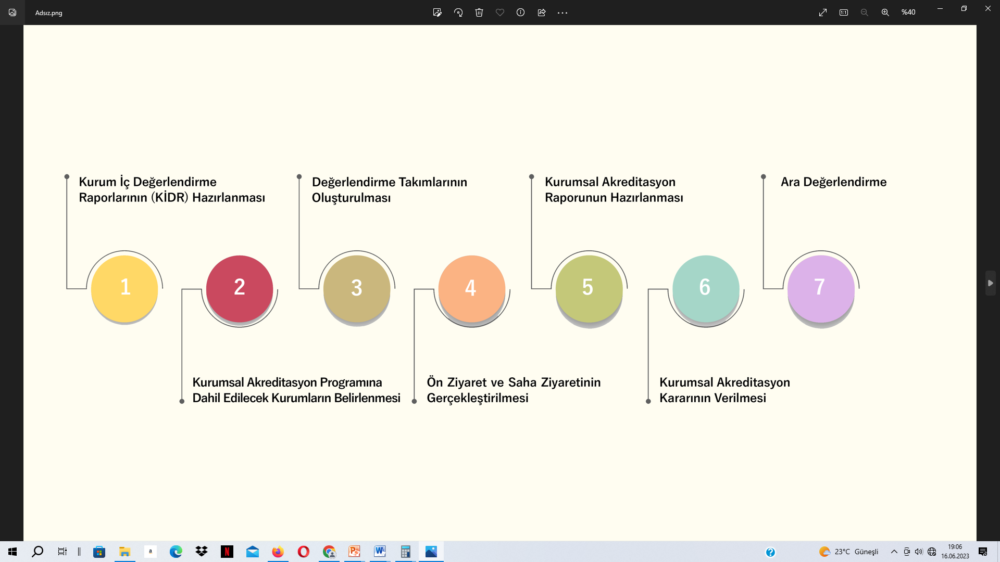 Adsız.png
%40
Kurum İç Değerlendirme
Raporlarının (KİDR) Hazırlanması
Değerlendirme Takımlarının
Oluşturulması
Kurumsal Akreditasyon
Raporunun Hazırlanması
Ara Değerlendirme
1
2
3
4
5
6
7
Kurumsal Akreditasyon Programına
Dahil Edilecek Kurumların Belirlenmesi
Ön Ziyaret ve Saha Ziyaretinin
Gerçekleştirilmesi
Kurumsal Akreditasyon
Kararının Verilmesi
23°C Güneşli
19:06
16.06.2023